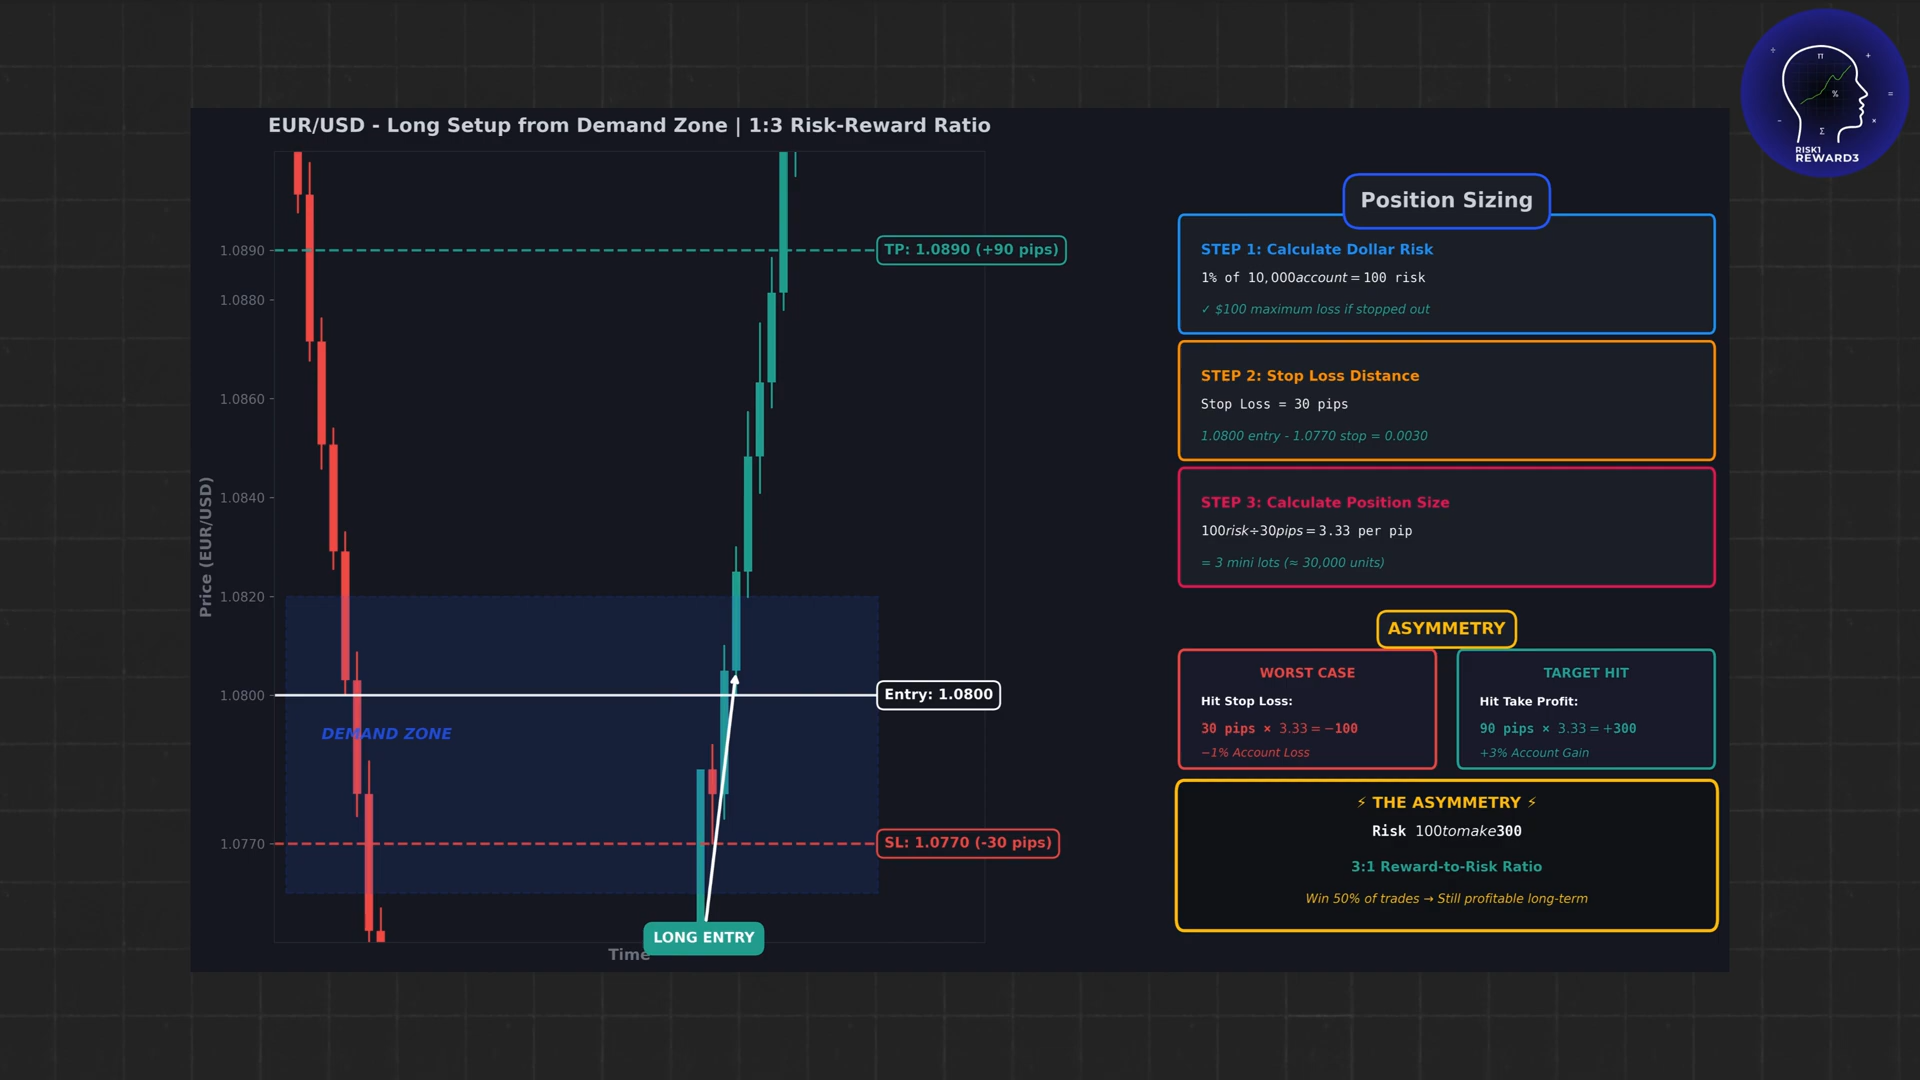 EUR/USD - Long Setup from Demand Zone | 1:3 Risk-Reward Ratio
Price (EUR/USD)
1.0890
1.0880
1.0860
1.0840
1.0820
1.0800
1.0770
TP: 1.0890 (+90 pips)
Entry: 1.0800
DEMAND ZONE
SL: 1.0770 (-30 pips)
LONG ENTRY
Time
Position Sizing
STEP 1: Calculate Dollar Risk
1% of 10,000account=100 risk
✓ $100 maximum loss if stopped out
STEP 2: Stop Loss Distance
Stop Loss = 30 pips
1.0800 entry - 1.0770 stop = 0.0030
STEP 3: Calculate Position Size
100risk÷30pips=3.33 per pip
= 3 mini lots (≈ 30,000 units)
ASYMMETRY
WORST CASE
Hit Stop Loss:
30 pips × 3.33=−100
−1% Account Loss
TARGET HIT
Hit Take Profit:
90 pips × 3.33=+300
+3% Account Gain
⚡ THE ASYMMETRY ⚡
Risk 100tomake300
3:1 Reward-to-Risk Ratio
Win 50% of trades → Still profitable long-term
÷ π + % = − Σ ×
RISK1
REWARD3